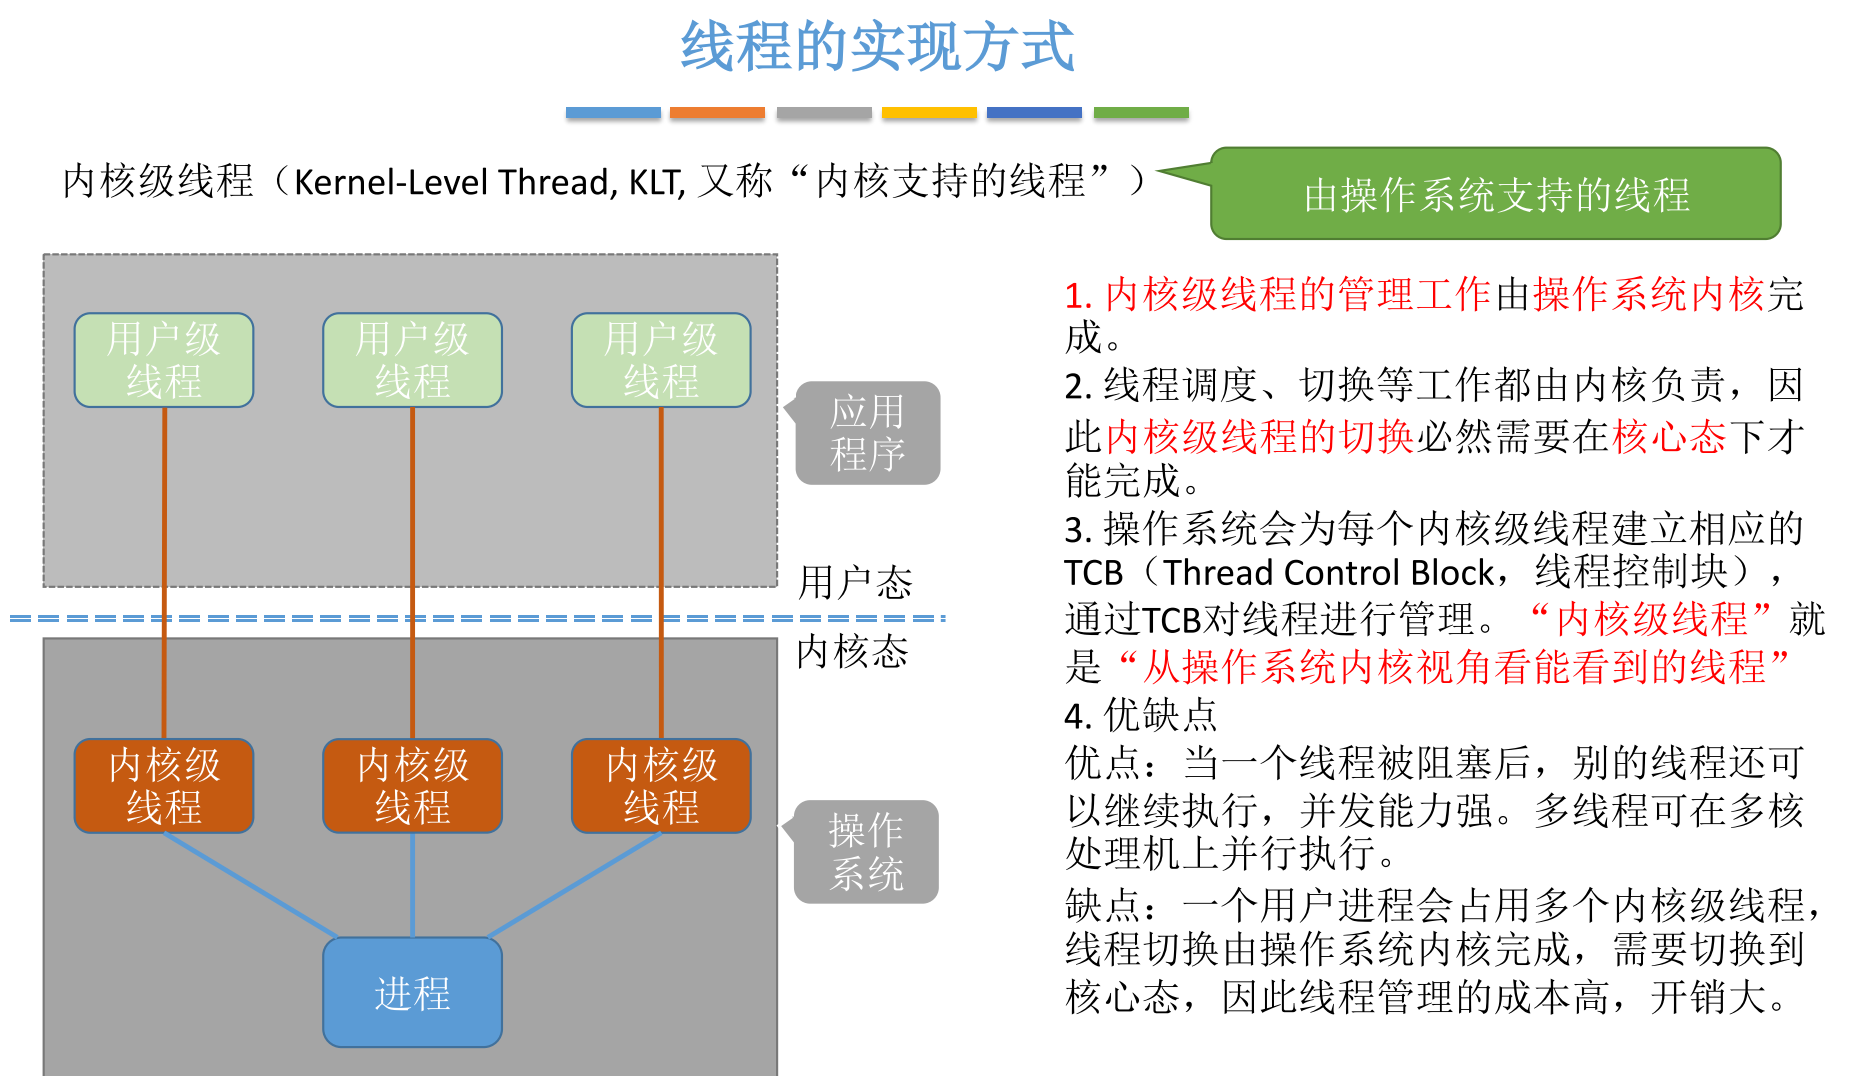 线程的实现方式
内核级线程（Kernel-Level Thread, KLT, 又称“内核支持的线程”）
由操作系统支持的线程
用户级
线程
用户级
线程
用户级
线程
应用
程序
用户态
内核态
内核级
线程
内核级
线程
内核级
线程
操作
系统
进程
1. 内核级线程的管理工作由操作系统内核完
成。
2. 线程调度、切换等工作都由内核负责，因
此内核级线程的切换必然需要在核心态下才
能完成。
3. 操作系统会为每个内核级线程建立相应的
TCB（Thread Control Block，线程控制块），
通过TCB对线程进行管理。“内核级线程”就
是“从操作系统内核视角看能看到的线程”
4. 优缺点
优点：当一个线程被阻塞后，别的线程还可
以继续执行，并发能力强。多线程可在多核
处理机上并行执行。
缺点：一个用户进程会占用多个内核级线程，
线程切换由操作系统内核完成，需要切换到
核心态，因此线程管理的成本高，开销大。